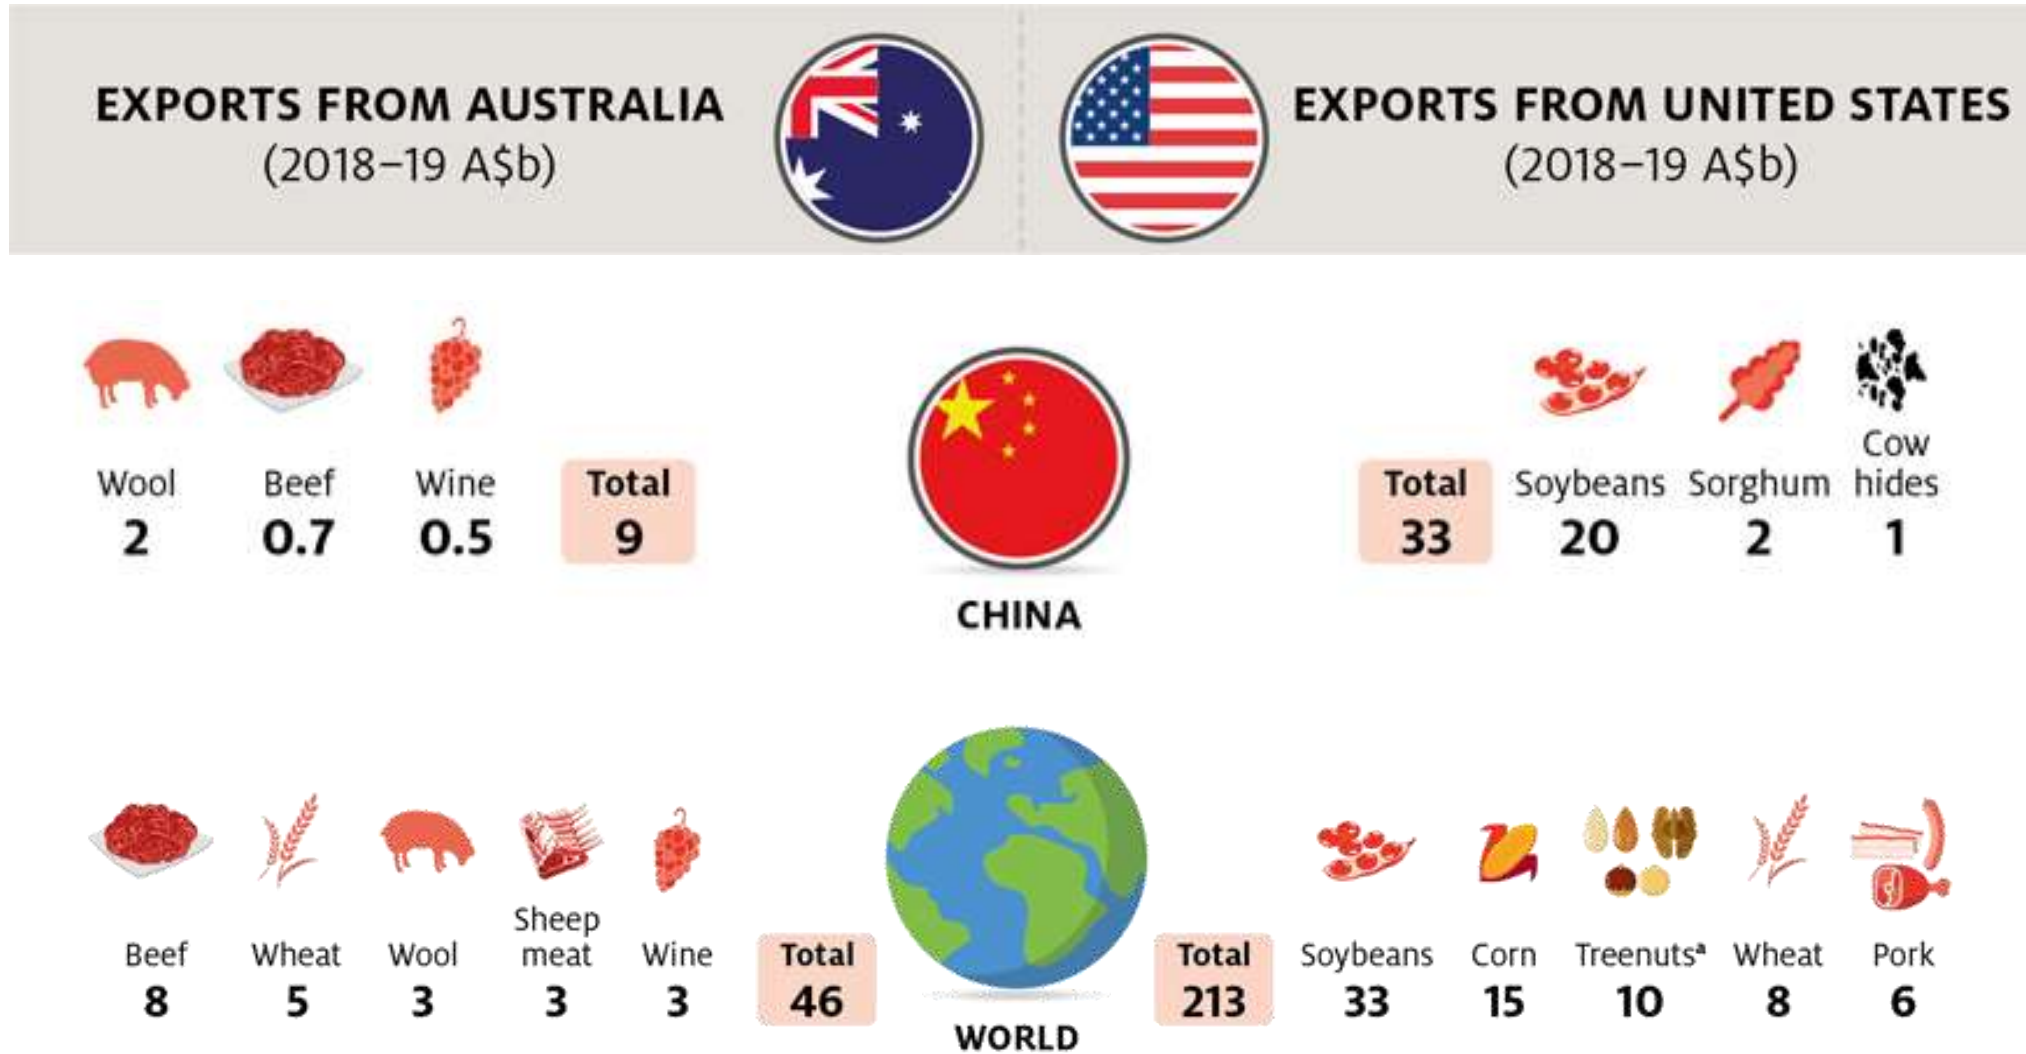 EXPORTS FROM AUSTRALIA
(2018–19 A$b)
EXPORTS FROM UNITED STATES
(2018–19 A$b)
Wool
2
Beef
0.7
Wine
0.5
Total
9
CHINA
Total
33
Soybeans
20
Sorghum
2
Cow
hides
1
Beef
8
Wheat
5
Wool
3
Sheep
meat
3
Wine
3
Total
46
WORLD
Total
213
Soybeans
33
Corn
15
Treenutsª
10
Wheat
8
Pork
6